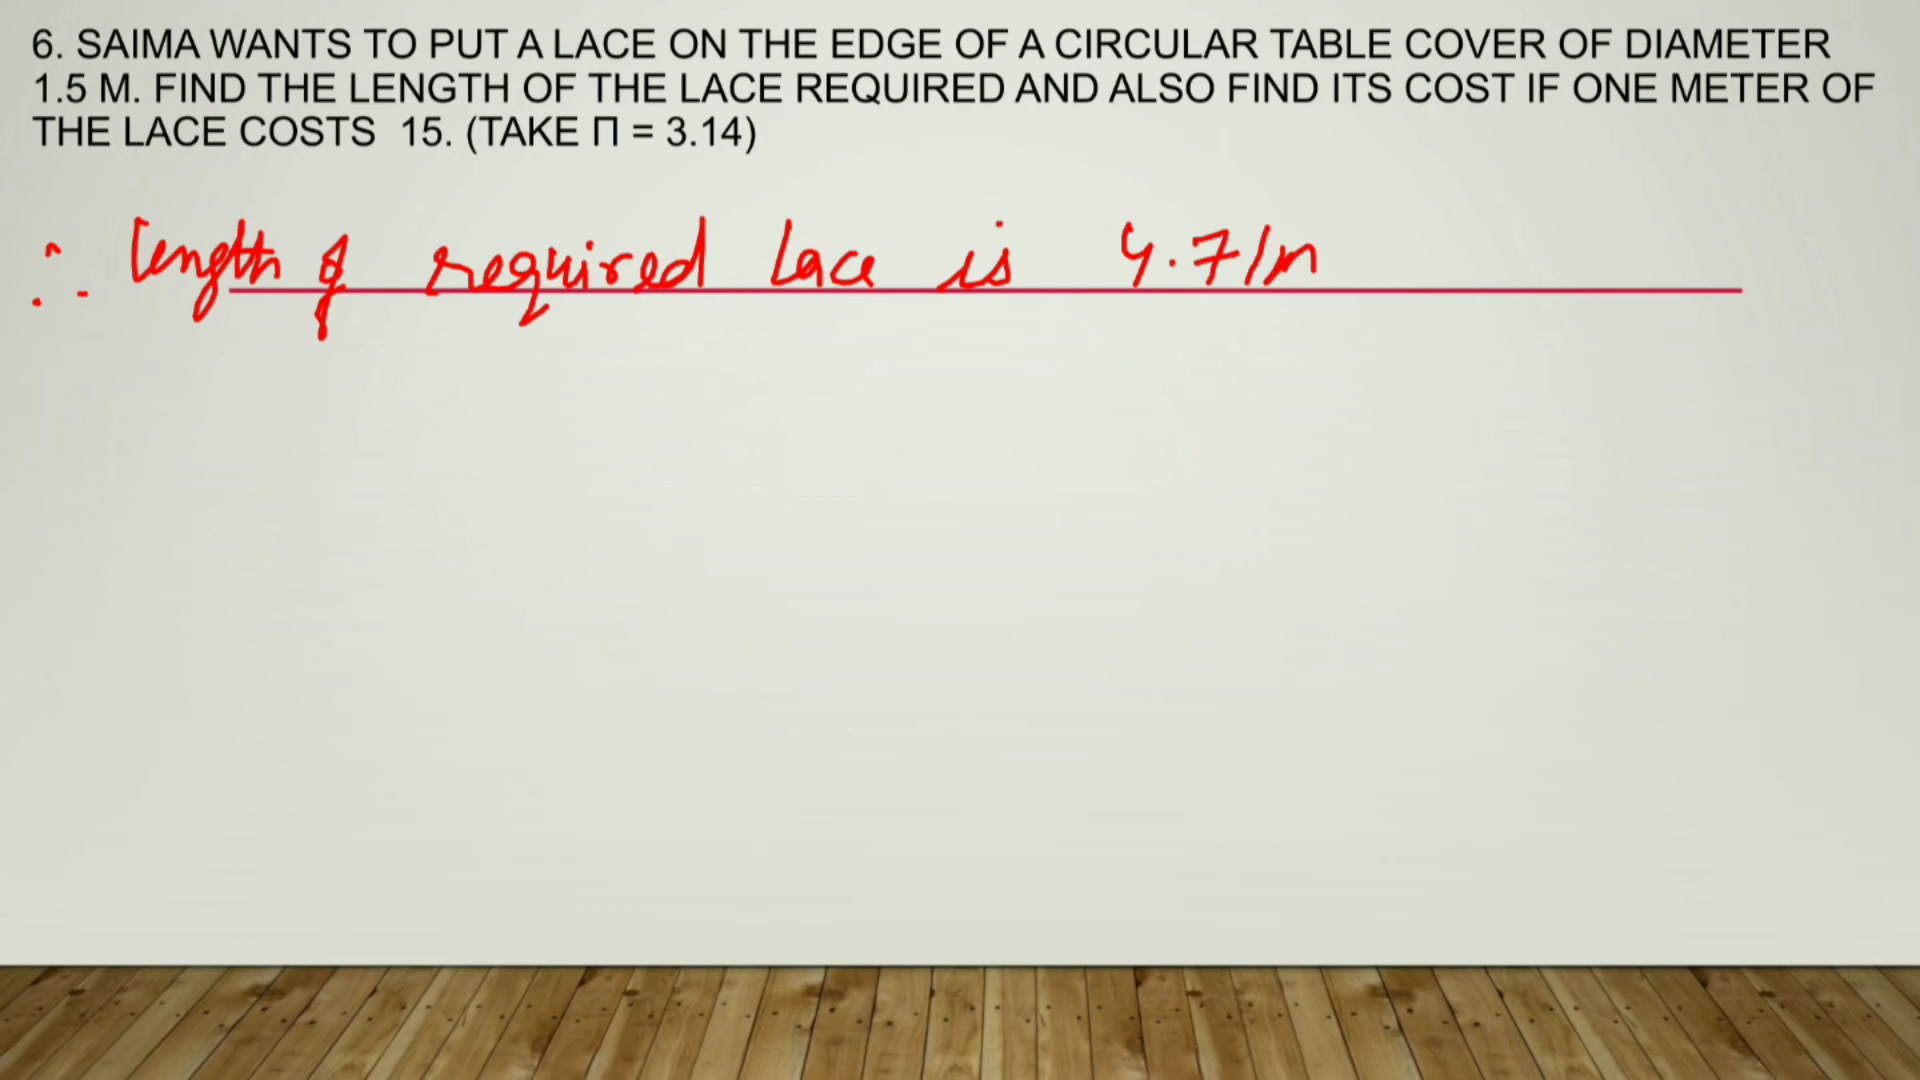 6. SAIMA WANTS TO PUT A LACE ON THE EDGE OF A CIRCULAR TABLE COVER OF DIAMETER
1.5 M. FIND THE LENGTH OF THE LACE REQUIRED AND ALSO FIND ITS COST IF ONE METER OF
THE LACE COSTS 15. (TAKE Π = 3.14)
∴ length of required lace is 4.71m